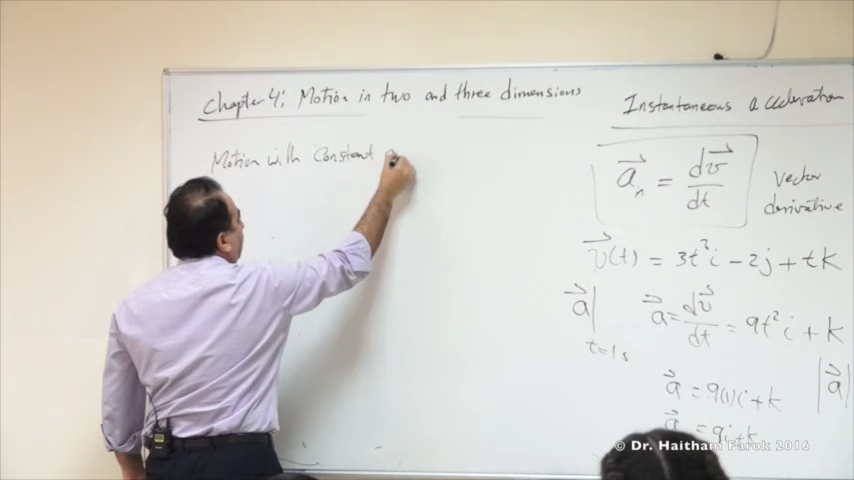 Chapter 4: Motion in two and three dimensions
Motion with Constant
Instantaneous acceleration
a⃗ₙ = dv⃗/dt
vector
derivative
v⃗(t) = 3t³i - 2j + tk
a⃗|t=1s
a⃗ = dv⃗/dt = 9t²i + k
a⃗ = 9(1)i + k
|a⃗|
a⃗ = 9i + k
© Dr. Haitham Farok 2016